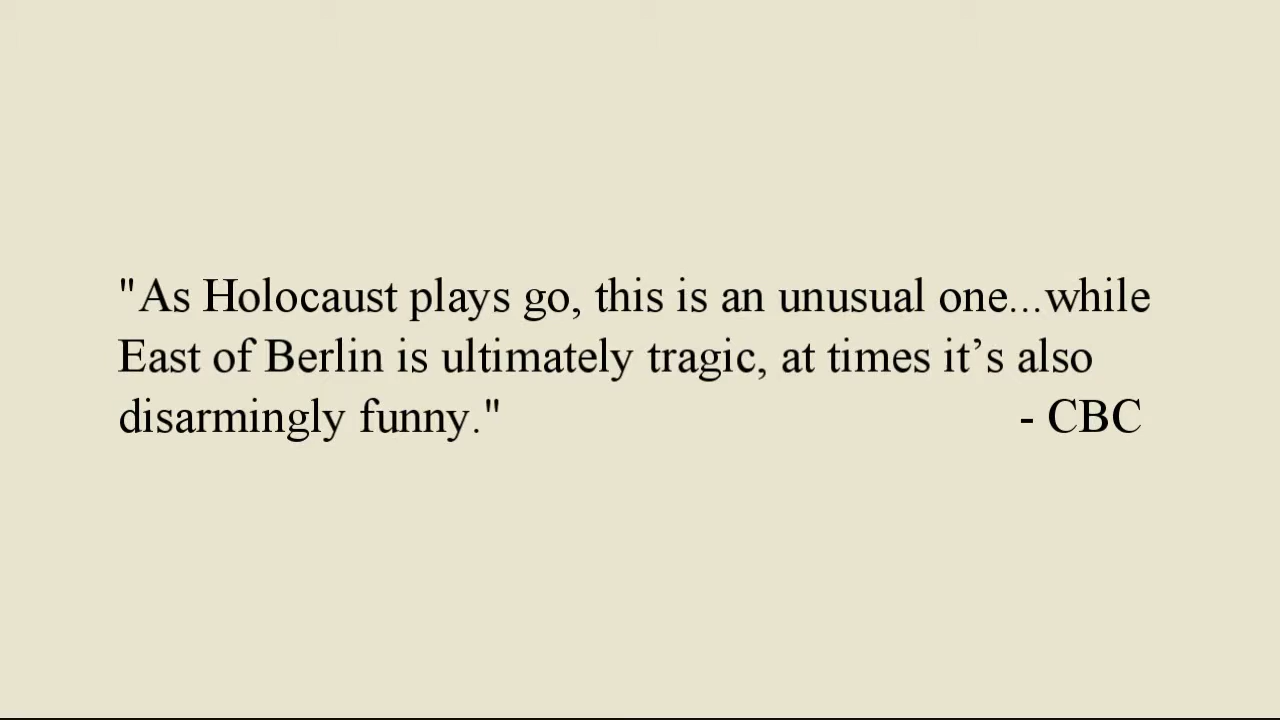 "As Holocaust plays go, this is an unusual one...while
East of Berlin is ultimately tragic, at times it’s also
disarmingly funny." - CBC